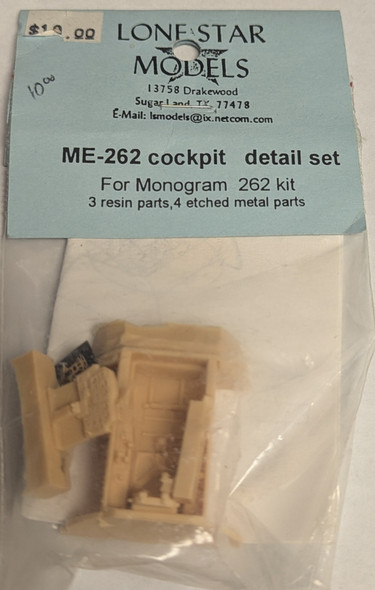 $10.00
10⁰⁰
LONE STAR
MODELS
13758 Drakewood
Sugar Land, TX, 77478
E-Mail: lsmodels@ix.netcom.com
ME-262 cockpit detail set
For Monogram 262 kit
3 resin parts,4 etched metal parts